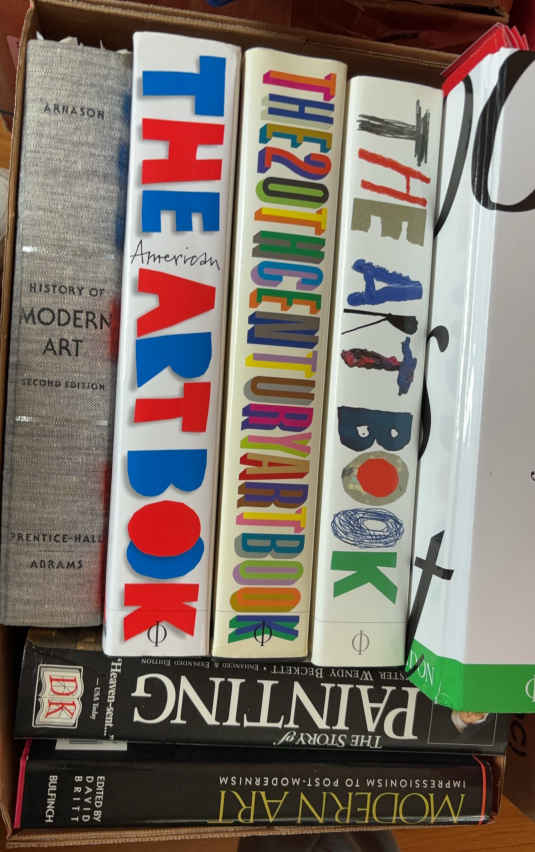 ARNASON
HISTORY OF
MODERN
ART
SECOND EDITION
PRENTICE-HALL
ABRAMS
THE
American
ART BOOK
THE 20TH CENTURY ART BOOK
THE ART BOOK
DK
"Heaven-sent..."
— USA Today
THE STORY of
PAINTING
WENDY BECKETT • ENHANCED & EXPANDED EDITION
EDITED BY
DAVID
BRITT
BULFINCH
MODERN ART
IMPRESSIONISM TO POST-MODERNISM